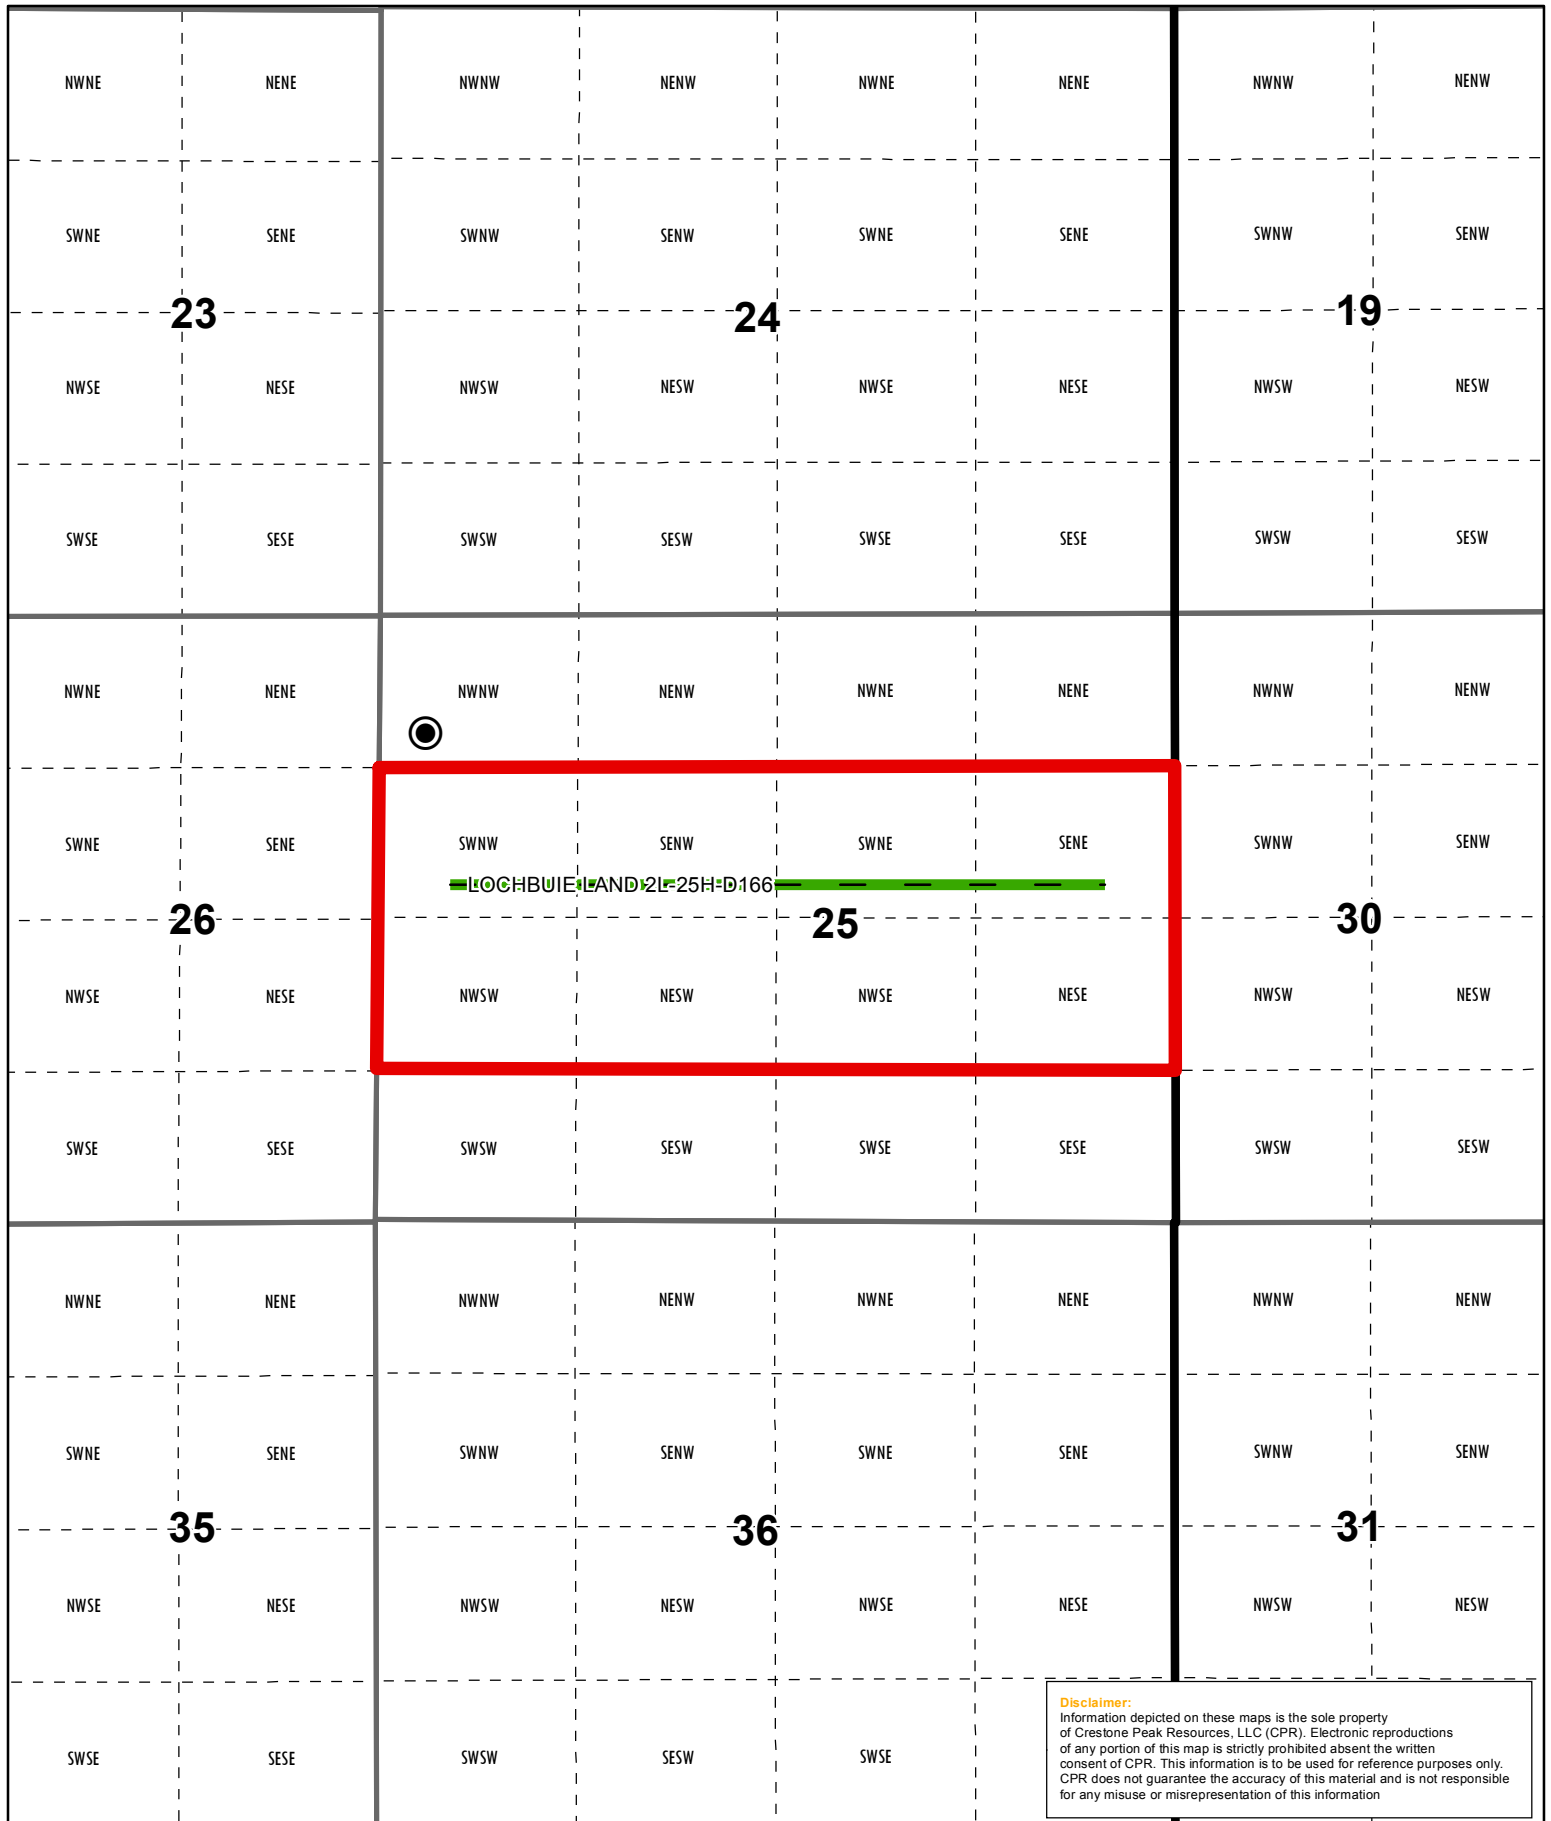 NWNE NENE NWNW NENW NWNE NENE NWNW NENW
SWNE SENE SWNW SENW SWNE SENE SWNW SENW
23 24 19
NWSE NESE NWSW NESW NWSE NESE NWSW NESW
SWSE SESE SWSW SESW SWSE SESE SWSW SESW
NWNE NENE NWNW NENW NWNE NENE NWNW NENW
SWNE SENE SWNW SENW SWNE SENE SWNW SENW
LOCHBUIE LAND 2L-25H-D166
26 25 30
NWSE NESE NWSW NESW NWSE NESE NWSW NESW
SWSE SESE SWSW SESW SWSE SESE SWSW SESW
NWNE NENE NWNW NENW NWNE NENE NWNW NENW
SWNE SENE SWNW SENW SWNE SENE SWNW SENW
35 36 31
NWSE NESE NWSW NESW NWSE NESE NWSW NESW
SWSE SESE SWSW SESW SWSE
Disclaimer:
Information depicted on these maps is the sole property
of Crestone Peak Resources, LLC (CPR). Electronic reproductions
of any portion of this map is strictly prohibited absent the written
consent of CPR. This information is to be used for reference purposes only.
CPR does not guarantee the accuracy of this material and is not responsible
for any misuse or misrepresentation of this information